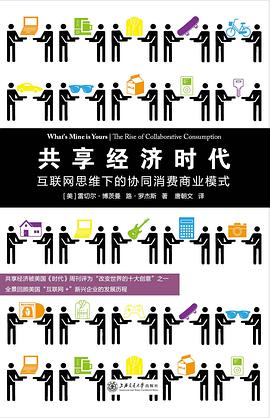 What's Mine is Yours | The Rise of Collaborative Consumption
共享经济时代
互联网思维下的协同消费商业模式
[美]雷切尔·博茨曼 路·罗杰斯 著 唐朝文 译
共享经济被美国《时代》周刊评为“改变世界的十大创意”之一
全景回顾美国“互联网+”新兴企业的发展历程
上海交通大学出版社